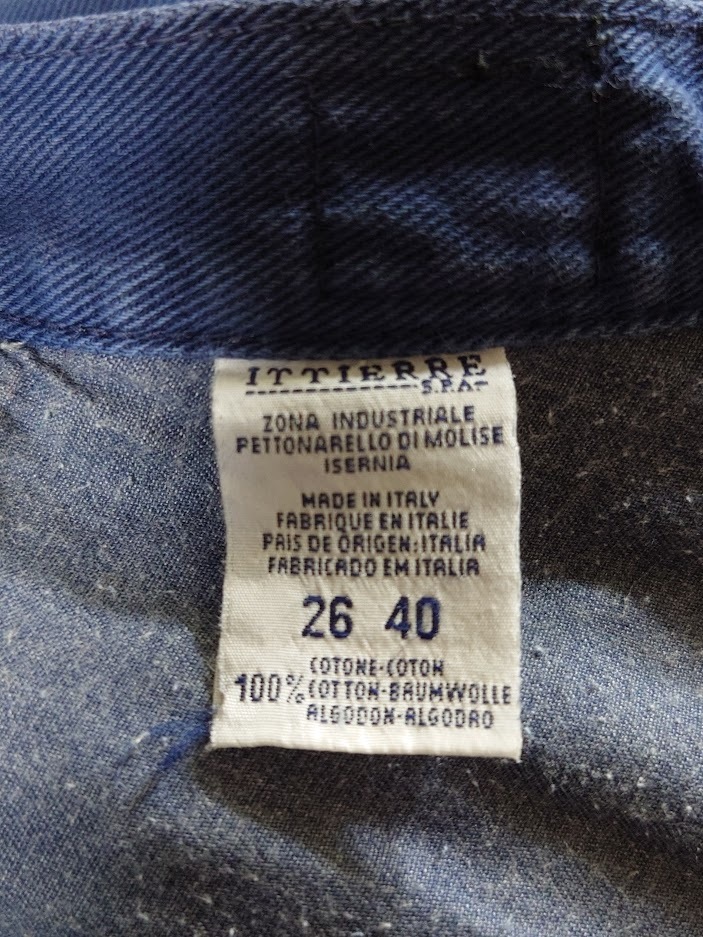 ITTIERRE
S.P.A.
ZONA INDUSTRIALE
PETTONARELLO DI MOLISE
ISERNIA
MADE IN ITALY
FABRIQUE EN ITALIE
PAIS DE ORIGEN:ITALIA
FABRICADO EM ITALIA
26 40
COTONE-COTON
100% COTTON-BAUMWOLLE
ALGODON-ALGODAO